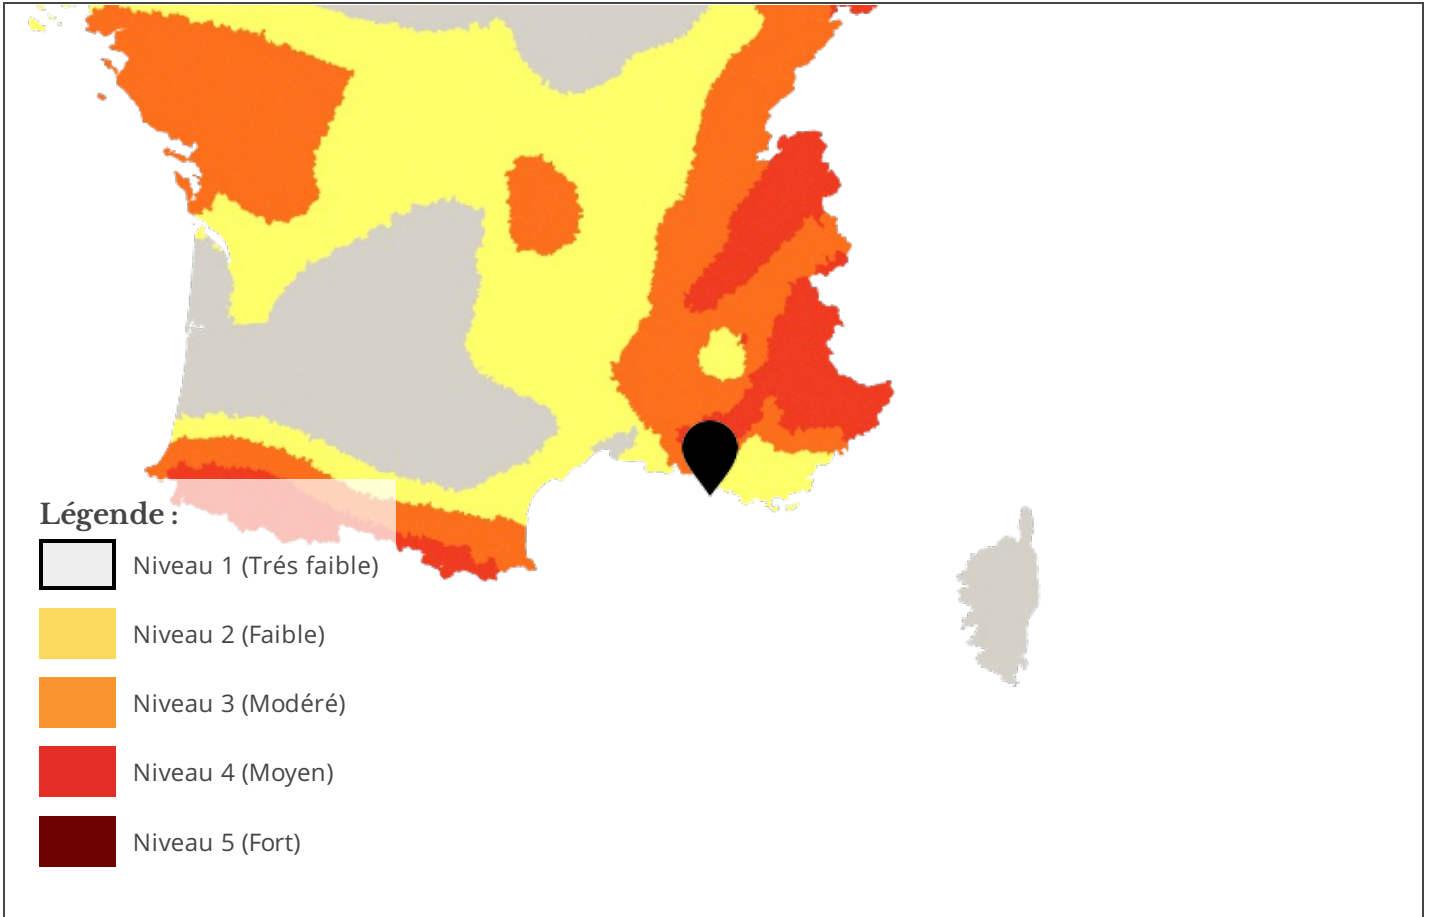 Légende :
Niveau 1 (Trés faible)
Niveau 2 (Faible)
Niveau 3 (Modéré)
Niveau 4 (Moyen)
Niveau 5 (Fort)